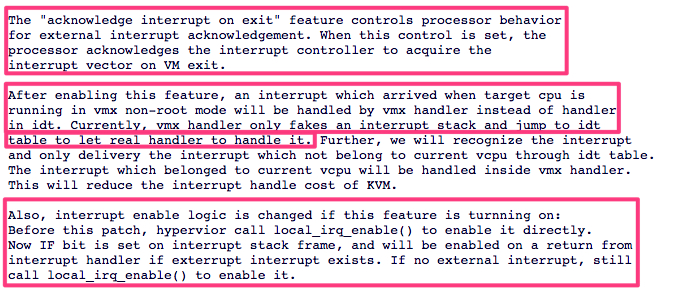 The "acknowledge interrupt on exit" feature controls processor behavior
for external interrupt acknowledgement. When this control is set, the
processor acknowledges the interrupt controller to acquire the
interrupt vector on VM exit.
After enabling this feature, an interrupt which arrived when target cpu is
running in vmx non-root mode will be handled by vmx handler instead of handler
in idt. Currently, vmx handler only fakes an interrupt stack and jump to idt
table to let real handler to handle it. Further, we will recognize the interrupt
and only delivery the interrupt which not belong to current vcpu through idt table.
The interrupt which belonged to current vcpu will be handled inside vmx handler.
This will reduce the interrupt handle cost of KVM.
Also, interrupt enable logic is changed if this feature is turnning on:
Before this patch, hypervior call local_irq_enable() to enable it directly.
Now IF bit is set on interrupt stack frame, and will be enabled on a return from
interrupt handler if exterrupt interrupt exists. If no external interrupt, still
call local_irq_enable() to enable it.